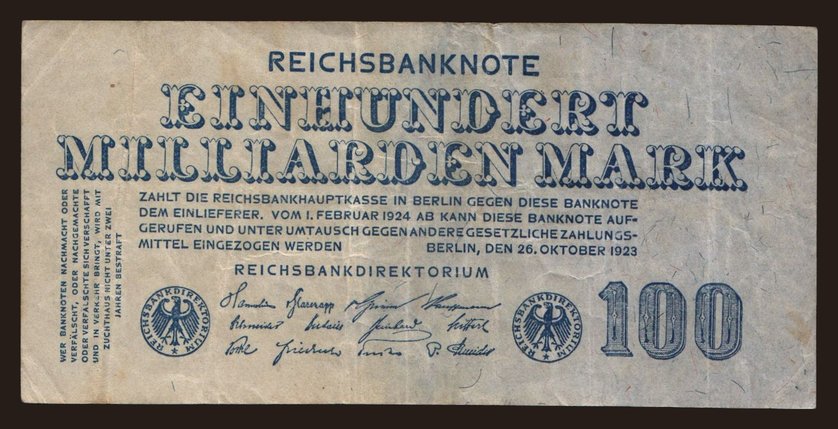 REICHSBANKNOTE
EINHUNDERT
MILLIARDEN MARK
ZAHLT DIE REICHSBANKHAUPTKASSE IN BERLIN GEGEN DIESE BANKNOTE
DEM EINLIEFERER. VOM 1. FEBRUAR 1924 AB KANN DIESE BANKNOTE AUF-
GERUFEN UND UNTER UMTAUSCH GEGEN ANDERE GESETZLICHE ZAHLUNGS-
MITTEL EINGEZOGEN WERDEN BERLIN, DEN 26. OKTOBER 1923
REICHSBANKDIREKTORIUM
WER BANKNOTEN NACHMACHT ODER
VERFÄLSCHT, ODER NACHGEMACHTE
ODER VERFÄLSCHTE SICH VERSCHAFFT
UND IN VERKEHR BRINGT, WIRD MIT
ZUCHTHAUS NICHT UNTER ZWEI
JAHREN BESTRAFT
REICHSBANKDIREKTORIUM
REICHSBANKDIREKTORIUM
100